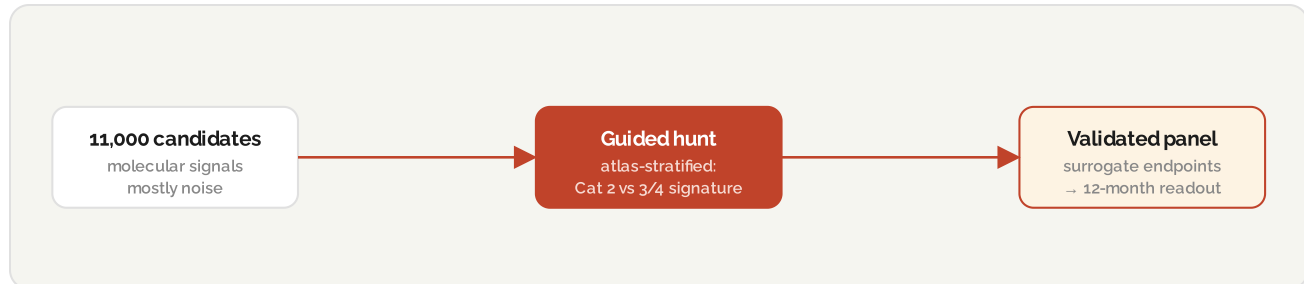 11,000 candidates
molecular signals
mostly noise
Guided hunt
atlas-stratified:
Cat 2 vs 3/4 signature
Validated panel
surrogate endpoints
→ 12-month readout